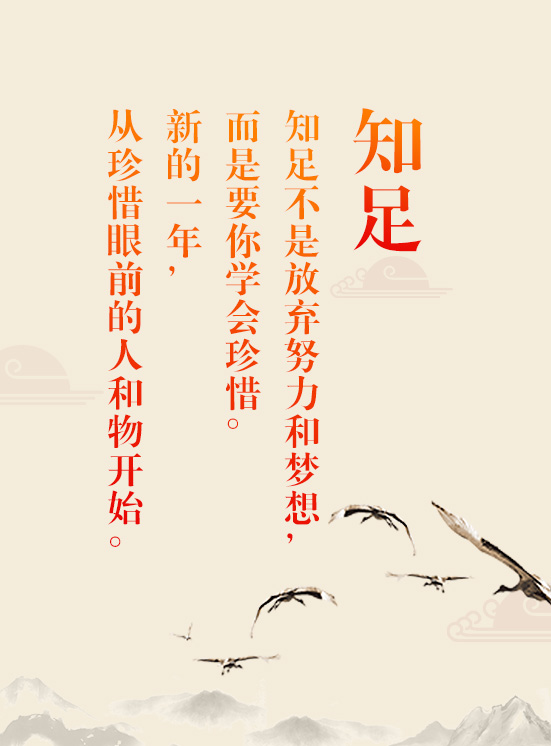 知足
知足不是放弃努力和梦想，
而是要你学会珍惜。
新的一年，
从珍惜眼前的人和物开始。